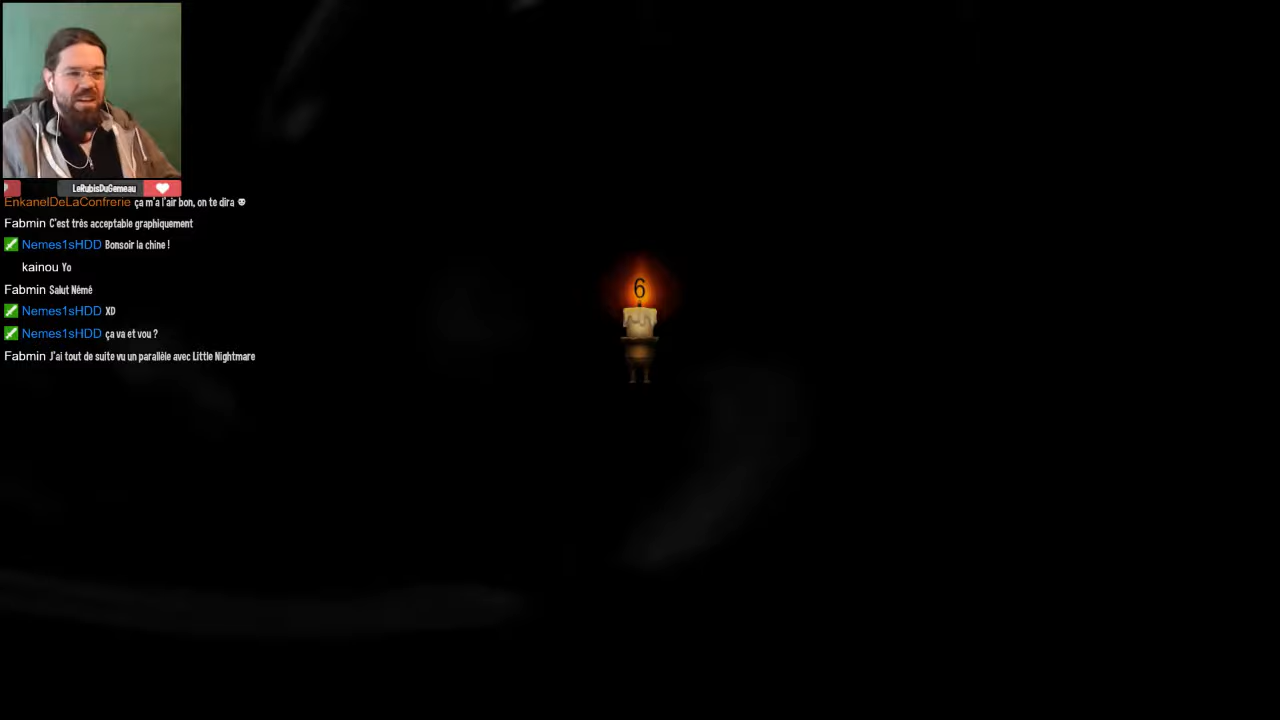 LeRubisDuGemeau
EnkanelDeLaConfrerie ça m'a l'air bon, on te dira
Fabmin C'est très acceptable graphiquement
Nemes1sHDD Bonsoir la chine !
kainou Yo
Fabmin Salut Némé
Nemes1sHDD XD
Nemes1sHDD ça va et vou ?
Fabmin J'ai tout de suite vu un parallèle avec Little Nightmare
6